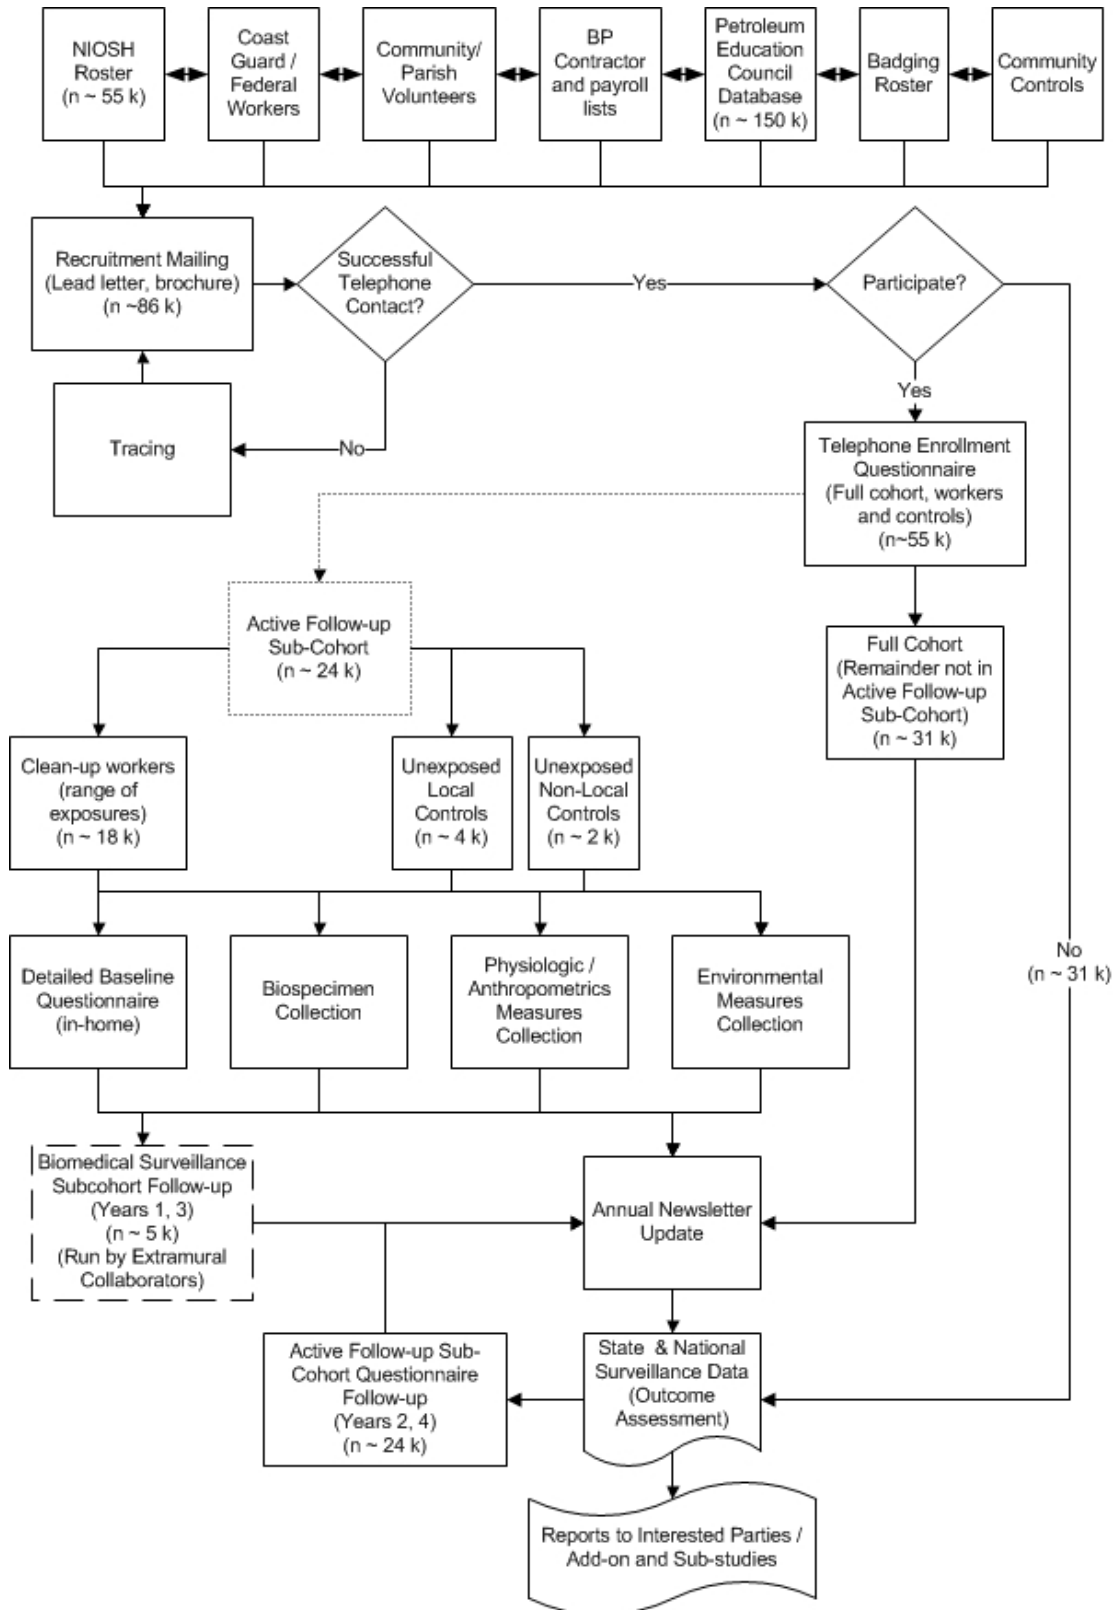 NIOSH
Roster
(n ~ 55 k)
Coast
Guard /
Federal
Workers
Community/
Parish
Volunteers
BP
Contractor
and payroll
lists
Petroleum
Education
Council
Database
(n ~ 150 k)
Badging
Roster
Community
Controls
Recruitment Mailing
(Lead letter, brochure)
(n ~86 k)
Successful
Telephone
Contact?
Yes
Participate?
Tracing
No
Yes
Telephone Enrollment
Questionnaire
(Full cohort, workers
and controls)
(n~55 k)
Active Follow-up
Sub-Cohort
(n ~ 24 k)
Full Cohort
(Remainder not in
Active Follow-up
Sub-Cohort)
(n ~ 31 k)
Clean-up workers
(range of
exposures)
(n ~ 18 k)
Unexposed
Local
Controls
(n ~ 4 k)
Unexposed
Non-Local
Controls
(n ~ 2 k)
No
(n ~ 31 k)
Detailed Baseline
Questionnaire
(in-home)
Biospecimen
Collection
Physiologic /
Anthropometrics
Measures
Collection
Environmental
Measures
Collection
Biomedical Surveillance
Subcohort Follow-up
(Years 1, 3)
(n ~ 5 k)
(Run by Extramural
Collaborators)
Annual Newsletter
Update
Active Follow-up Sub-
Cohort Questionnaire
Follow-up
(Years 2, 4)
(n ~ 24 k)
State & National
Surveillance Data
(Outcome
Assessment)
Reports to Interested Parties /
Add-on and Sub-studies